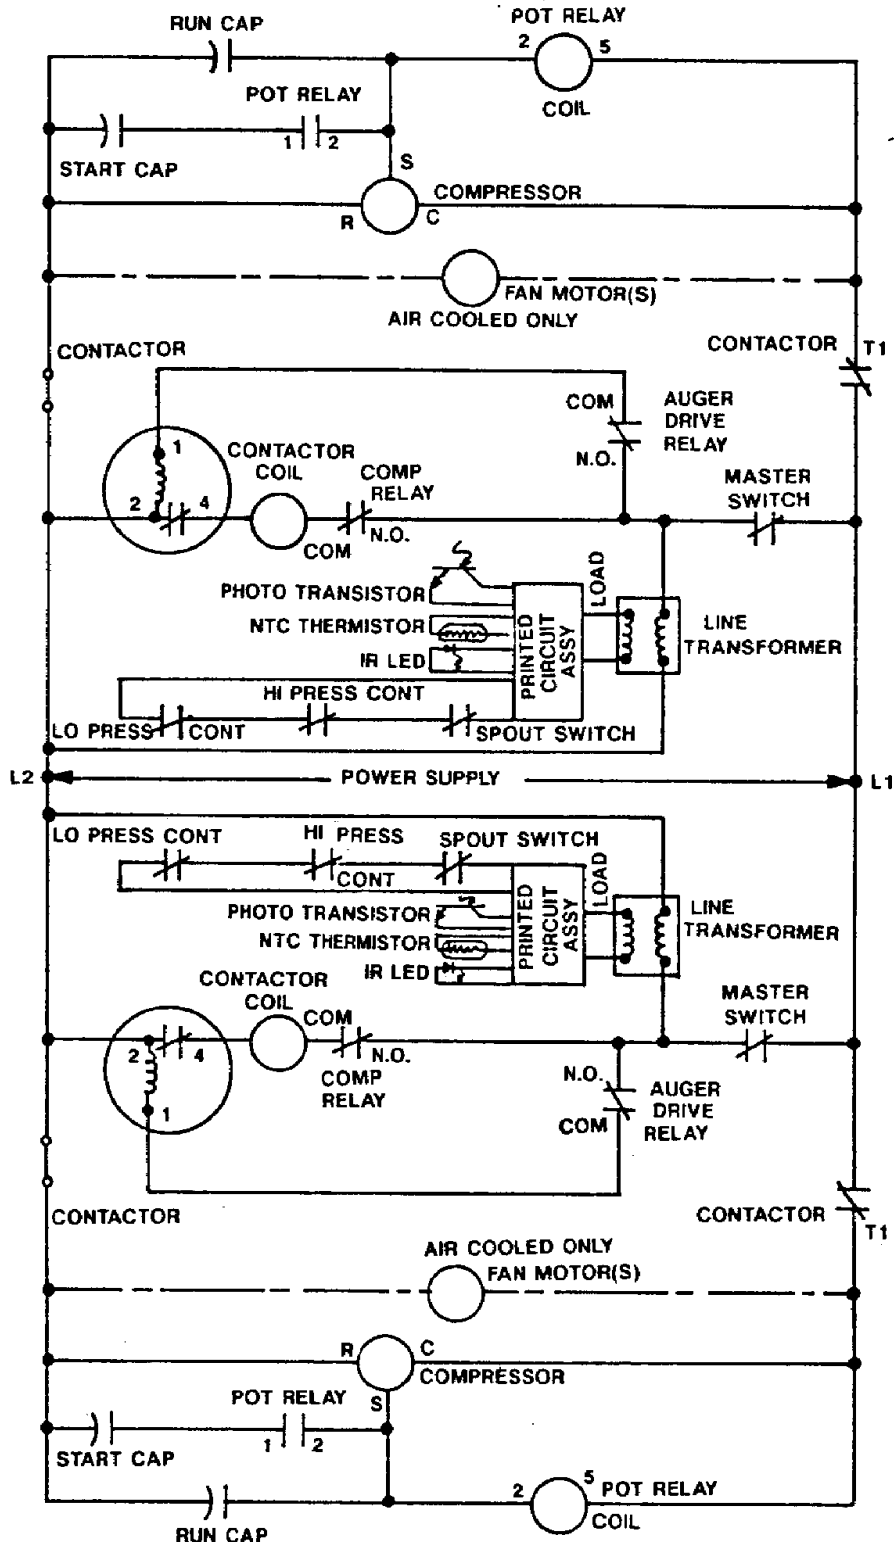 RUN CAP
POT RELAY
2
5
COIL
POT RELAY
1
2
START CAP
S
COMPRESSOR
R
C
FAN MOTOR(S)
AIR COOLED ONLY
CONTACTOR
CONTACTOR
T1
COM
AUGER
DRIVE
RELAY
N.O.
1
CONTACTOR
COIL
COMP
RELAY
MASTER
SWITCH
2
4
COM
N.O.
PHOTO TRANSISTOR
NTC THERMISTOR
IR LED
PRINTED
CIRCUIT
ASSY
LOAD
LINE
TRANSFORMER
HI PRESS CONT
LO PRESS CONT
SPOUT SWITCH
L2
POWER SUPPLY
L1
LO PRESS CONT
HI PRESS
CONT
SPOUT SWITCH
PHOTO TRANSISTOR
NTC THERMISTOR
IR LED
PRINTED
CIRCUIT
ASSY
LOAD
LINE
TRANSFORMER
CONTACTOR
COIL
MASTER
SWITCH
COM
2
4
N.O.
COMP
RELAY
1
N.O.
COM
AUGER
DRIVE
RELAY
CONTACTOR
CONTACTOR
T1
AIR COOLED ONLY
FAN MOTOR(S)
R
C
COMPRESSOR
S
POT RELAY
1
2
START CAP
2
5
POT RELAY
COIL
RUN CAP